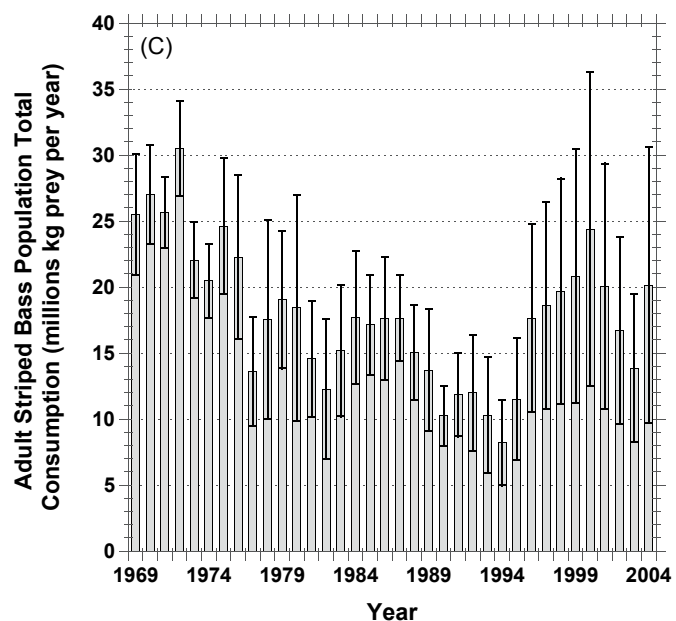 (C)
Adult Striped Bass Population Total
Consumption (millions kg prey per year)
40
35
30
25
20
15
10
5
0
1969 1974 1979 1984 1989 1994 1999 2004
Year